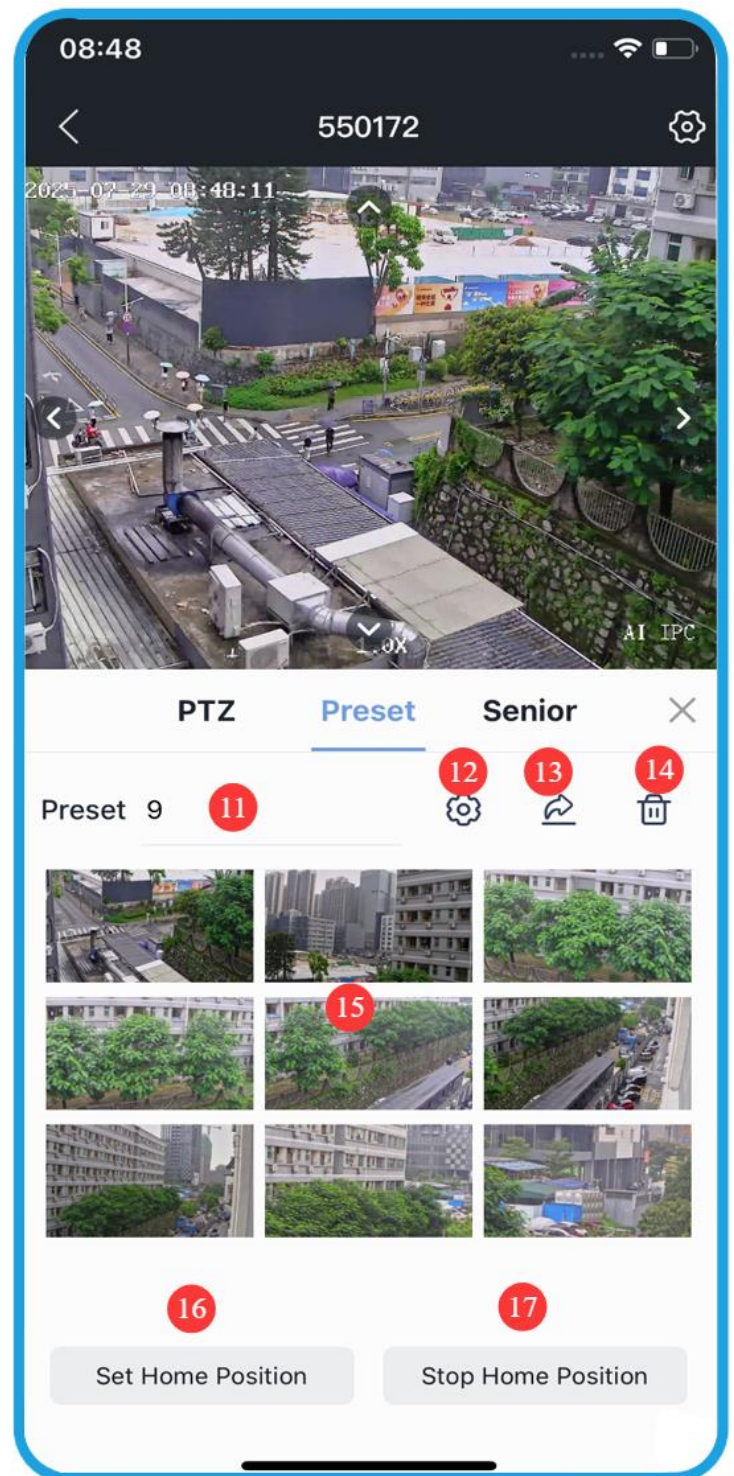 08:48
550172
2025-07-29 08:48:11
1.0X
AI IPC
PTZ Preset Senior
12 13 14
Preset 9 11
15
16 17
Set Home Position Stop Home Position